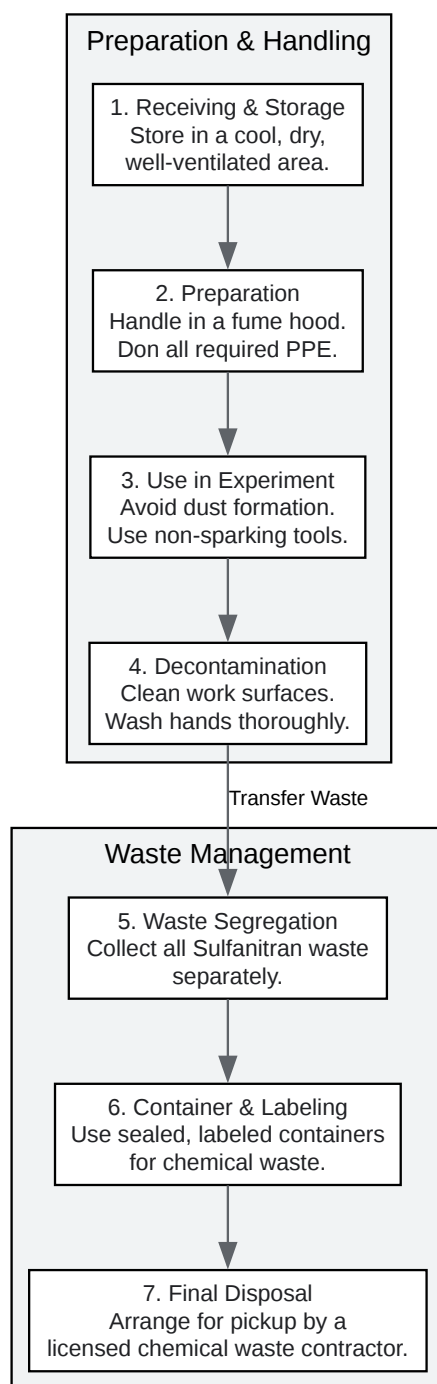 Preparation & Handling
1. Receiving & Storage
Store in a cool, dry,
well-ventilated area.
2. Preparation
Handle in a fume hood.
Don all required PPE.
3. Use in Experiment
Avoid dust formation.
Use non-sparking tools.
4. Decontamination
Clean work surfaces.
Wash hands thoroughly.
Transfer Waste
Waste Management
5. Waste Segregation
Collect all Sulfanitran waste
separately.
6. Container & Labeling
Use sealed, labeled containers
for chemical waste.
7. Final Disposal
Arrange for pickup by a
licensed chemical waste contractor.